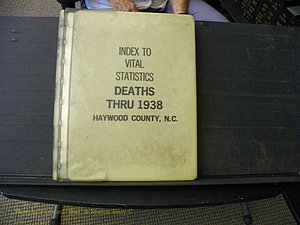 INDEX TO
VITAL
STATISTICS
DEATHS
THRU 1938
HAYWOOD COUNTY, N.C.